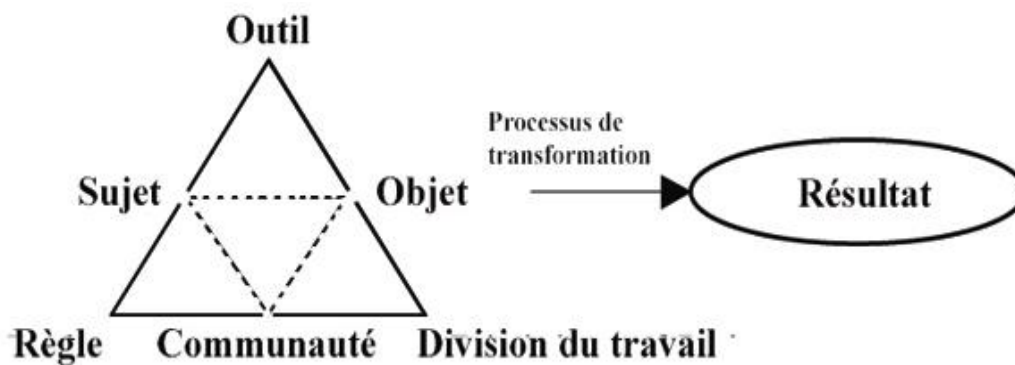 Outil
Processus de
transformation
Sujet
Objet
Résultat
Règle
Communauté
Division du travail